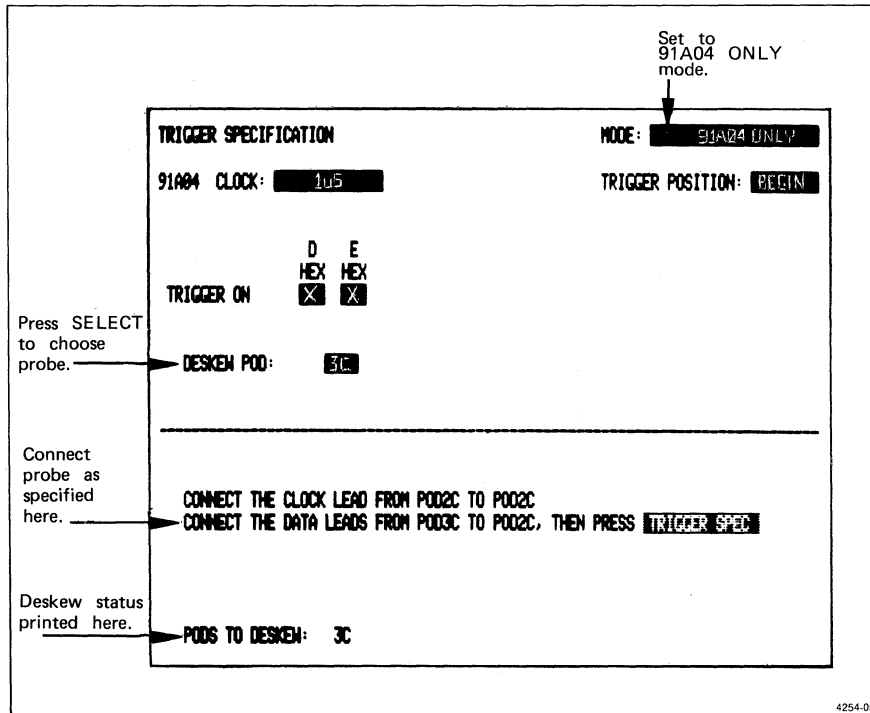 Set to
91A04 ONLY
mode.
TRIGGER SPECIFICATION MODE: 91A04 ONLY
91A04 CLOCK: 1uS TRIGGER POSITION: BEGIN
D E
HEX HEX
TRIGGER ON X X
Press SELECT
to choose
probe.
DESKEW POD: 3C
Connect
probe as
specified
here.
CONNECT THE CLOCK LEAD FROM POD2C TO POD2C
CONNECT THE DATA LEADS FROM POD3C TO POD2C, THEN PRESS TRIGGER SPEC
Deskew status
printed here.
PODS TO DESKEW: 3C